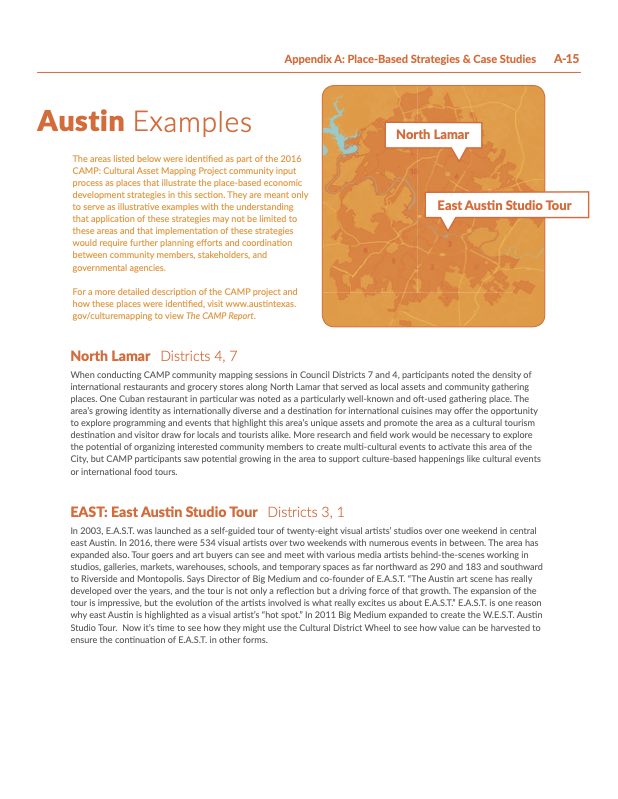 Appendix A: Place-Based Strategies & Case Studies A-15
Austin Examples
The areas listed below were identified as part of the 2016
CAMP: Cultural Asset Mapping Project community input
process as places that illustrate the place-based economic
development strategies in this section. They are meant only
to serve as illustrative examples with the understanding
that application of these strategies may not be limited to
these areas and that implementation of these strategies
would require further planning efforts and coordination
between community members, stakeholders, and
governmental agencies.
For a more detailed description of the CAMP project and
how these places were identified, visit www.austintexas.
gov/culturemapping to view The CAMP Report.
North Lamar
East Austin Studio Tour
North Lamar Districts 4, 7
When conducting CAMP community mapping sessions in Council Districts 7 and 4, participants noted the density of
international restaurants and grocery stores along North Lamar that served as local assets and community gathering
places. One Cuban restaurant in particular was noted as a particularly well-known and oft-used gathering place. The
area's growing identity as internationally diverse and a destination for international cuisines may offer the opportunity
to explore programming and events that highlight this area's unique assets and promote the area as a cultural tourism
destination and visitor draw for locals and tourists alike. More research and field work would be necessary to explore
the potential of organizing interested community members to create multi-cultural events to activate this area of the
City, but CAMP participants saw potential growing in the area to support culture-based happenings like cultural events
or international food tours.
EAST: East Austin Studio Tour Districts 3, 1
In 2003, E.A.S.T. was launched as a self-guided tour of twenty-eight visual artists' studios over one weekend in central
east Austin. In 2016, there were 534 visual artists over two weekends with numerous events in between. The area has
expanded also. Tour goers and art buyers can see and meet with various media artists behind-the-scenes working in
studios, galleries, markets, warehouses, schools, and temporary spaces as far northward as 290 and 183 and southward
to Riverside and Montopolis. Says Director of Big Medium and co-founder of E.A.S.T. "The Austin art scene has really
developed over the years, and the tour is not only a reflection but a driving force of that growth. The expansion of the
tour is impressive, but the evolution of the artists involved is what really excites us about E.A.S.T." E.A.S.T. is one reason
why east Austin is highlighted as a visual artist's "hot spot." In 2011 Big Medium expanded to create the W.E.S.T. Austin
Studio Tour. Now it's time to see how they might use the Cultural District Wheel to see how value can be harvested to
ensure the continuation of E.A.S.T. in other forms.